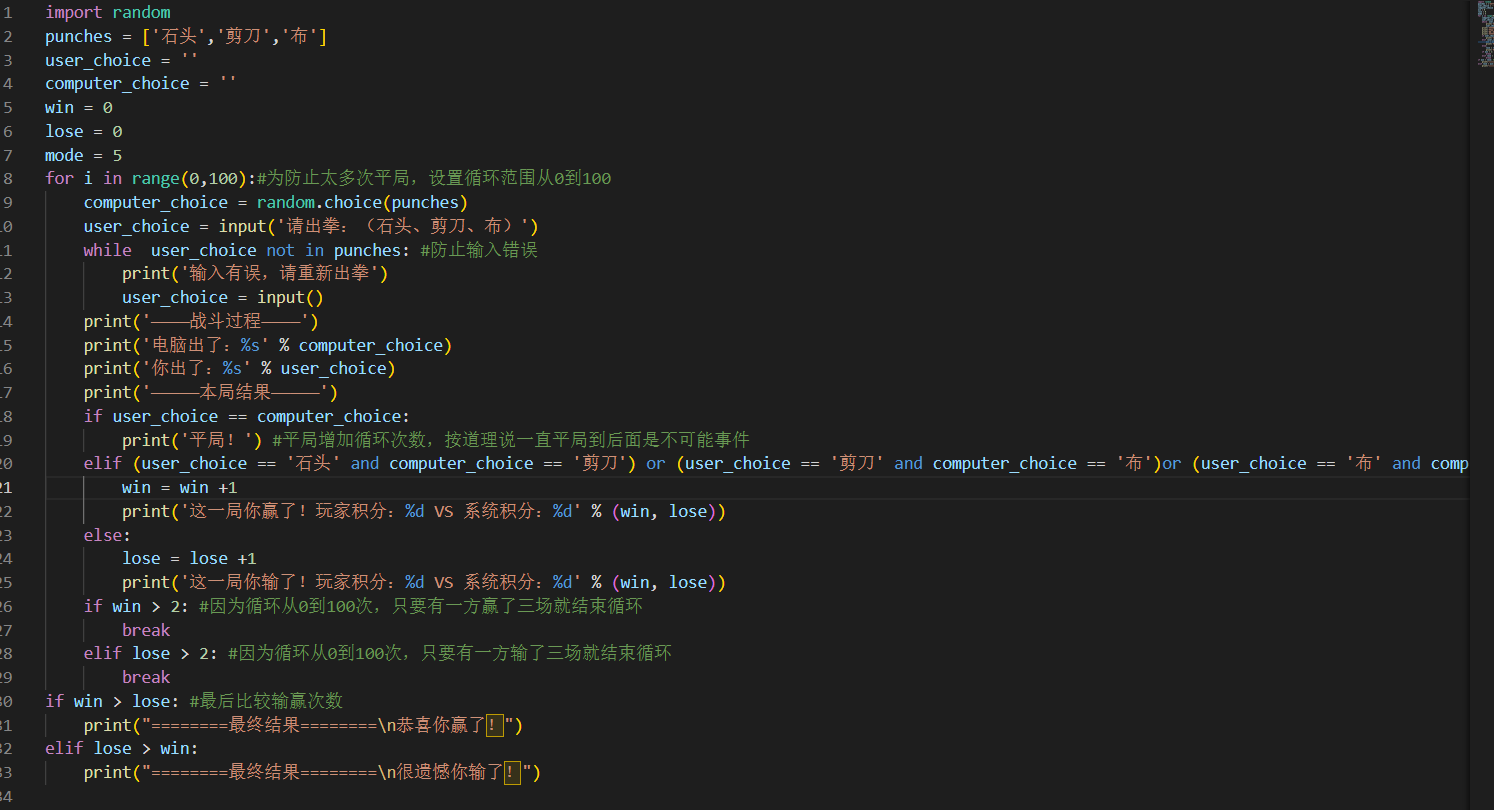 1 import random
2 punches = ['石头','剪刀','布']
3 user_choice = ''
4 computer_choice = ''
5 win = 0
6 lose = 0
7 mode = 5
8 for i in range(0,100):#为防止太多次平局，设置循环范围从0到100
9 computer_choice = random.choice(punches)
10 user_choice = input('请出拳：（石头、剪刀、布）')
11 while  user_choice not in punches: #防止输入错误
12 print('输入有误，请重新出拳')
13 user_choice = input()
14 print('————战斗过程————')
15 print('电脑出了：%s' % computer_choice)
16 print('你出了：%s' % user_choice)
17 print('—————本局结果—————')
18 if user_choice == computer_choice:
19 print('平局！') #平局增加循环次数，按道理说一直平局到后面是不可能事件
20 elif (user_choice == '石头' and computer_choice == '剪刀') or (user_choice == '剪刀' and computer_choice == '布')or (user_choice == '布' and comp
21 win = win +1
22 print('这一局你赢了！玩家积分：%d VS 系统积分：%d' % (win, lose))
23 else:
24 lose = lose +1
25 print('这一局你输了！玩家积分：%d VS 系统积分：%d' % (win, lose))
26 if win > 2: #因为循环从0到100次，只要有一方赢了三场就结束循环
27 break
28 elif lose > 2: #因为循环从0到100次，只要有一方输了三场就结束循环
29 break
30 if win > lose: #最后比较输赢次数
31 print("========最终结果========\n恭喜你赢了！")
32 elif lose > win:
33 print("========最终结果========\n很遗憾你输了！")
34